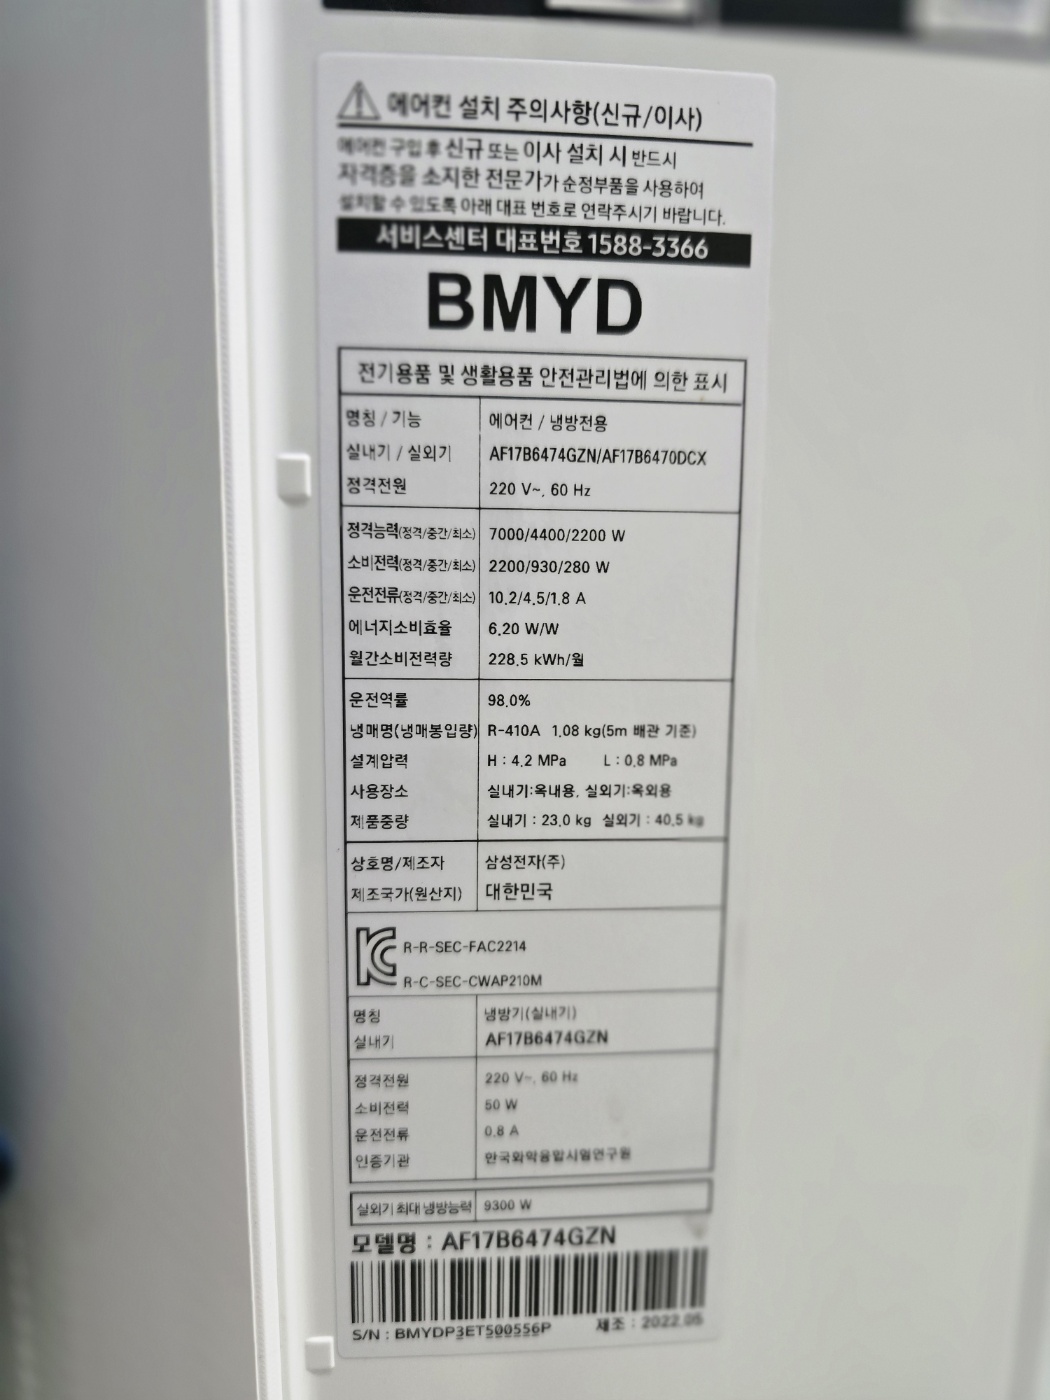 에어컨 설치 주의사항(신규/이사)
에어컨 구입 후 신규 또는 이사 설치 시 반드시
자격증을 소지한 전문가가 순정부품을 사용하여
설치할 수 있도록 아래 대표 번호로 연락주시기 바랍니다.
서비스센터 대표번호 1588-3366
BMYD
전기용품 및 생활용품 안전관리법에 의한 표시
명칭 / 기능 에어컨 / 냉방전용
실내기 / 실외기 AF17B6474GZN/AF17B6470DCX
정격전원 220 V~, 60 Hz
정격능력(정격/중간/최소) 7000/4400/2200 W
소비전력(정격/중간/최소) 2200/930/280 W
운전전류(정격/중간/최소) 10.2/4.5/1.8 A
에너지소비효율 6.20 W/W
월간소비전력량 228.5 kWh/월
운전역률 98.0%
냉매명(냉매봉입량) R-410A 1.08 kg(5m 배관 기준)
설계압력 H : 4.2 MPa L : 0.8 MPa
사용장소 실내기:옥내용, 실외기:옥외용
제품중량 실내기 : 23.0 kg 실외기 : 40.5 kg
상호명/제조자 삼성전자(주)
제조국가(원산지) 대한민국
R-R-SEC-FAC2214
R-C-SEC-CWAP210M
명칭 냉방기(실내기)
실내기 AF17B6474GZN
정격전원 220 V~, 60 Hz
소비전력 50 W
운전전류 0.8 A
인증기관
실외기 최대 냉방능력 9300 W
모델명 : AF17B6474GZN
S/N : BMYDP3ET500556P 제조 : 2022.05